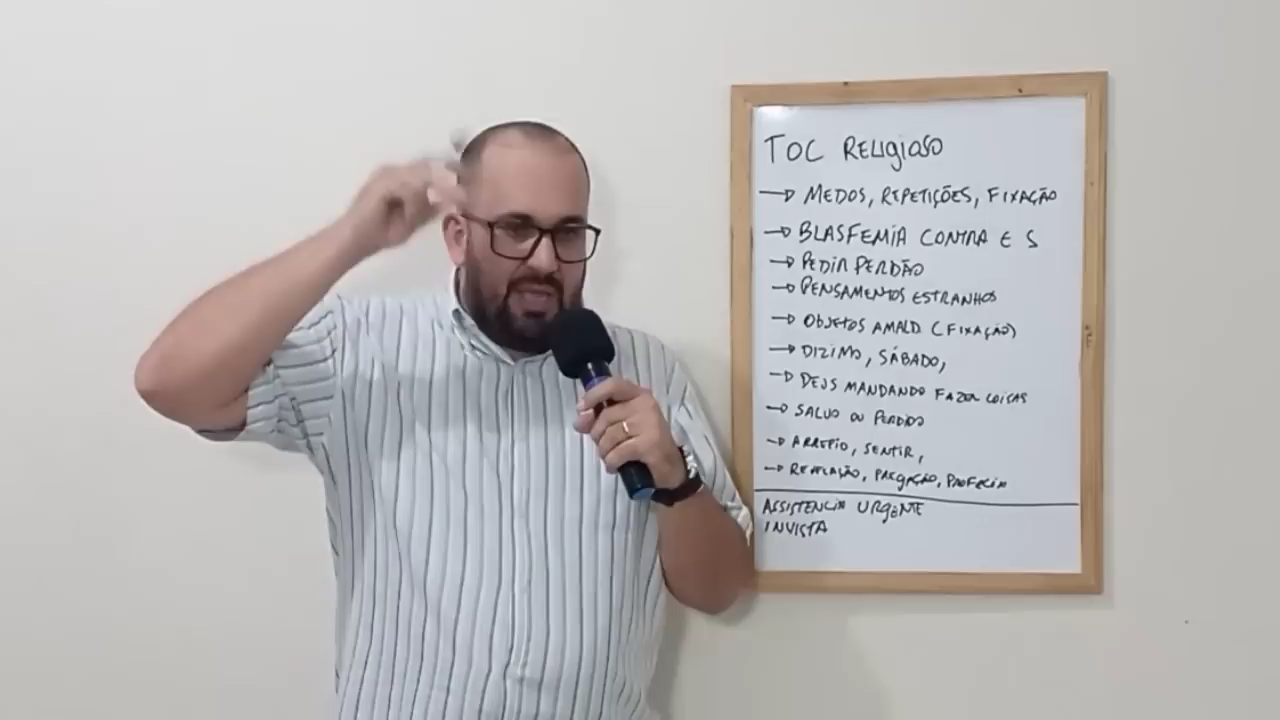 TOC RELIGIOSO
→ MEDOS, REPETIÇÕES, FIXAÇÃO
→ BLASFEMIA CONTRA E S
→ PEDIR PERDÃO
→ PENSAMENTOS ESTRANHOS
→ OBJETOS AMALD (FIXAÇÃO)
→ DIZIMO, SÁBADO,
→ DEUS MANDANDO FAZER COISAS
→ SALVO OU PERDIDO
→ ARREPIO, SENTIR,
→ REVELAÇÃO, PREGAÇÃO, PROFECIA
ASSISTENCIA URGENTE
INVISTA